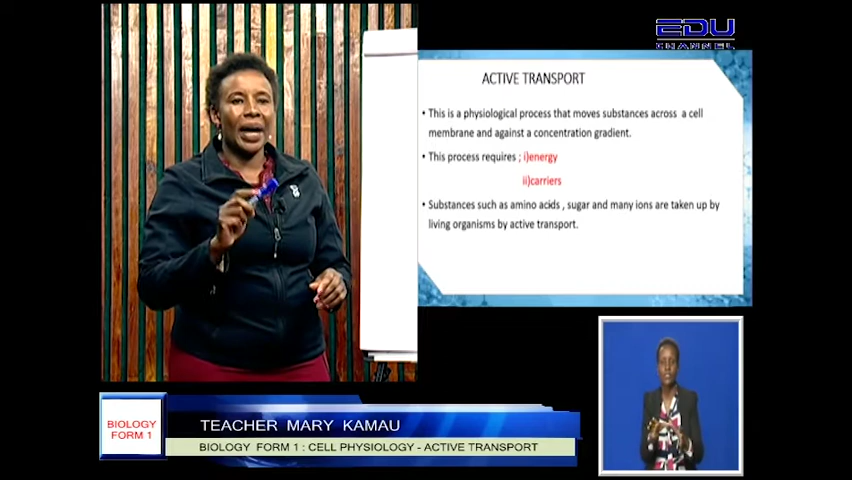 EDU
CHANNEL
ACTIVE TRANSPORT
• This is a physiological process that moves substances across a cell
membrane and against a concentration gradient.
• This process requires ; i)energy
ii)carriers
• Substances such as amino acids , sugar and many ions are taken up by
living organisms by active transport.
BIOLOGY
FORM 1
TEACHER MARY KAMAU
BIOLOGY FORM 1 : CELL PHYSIOLOGY - ACTIVE TRANSPORT